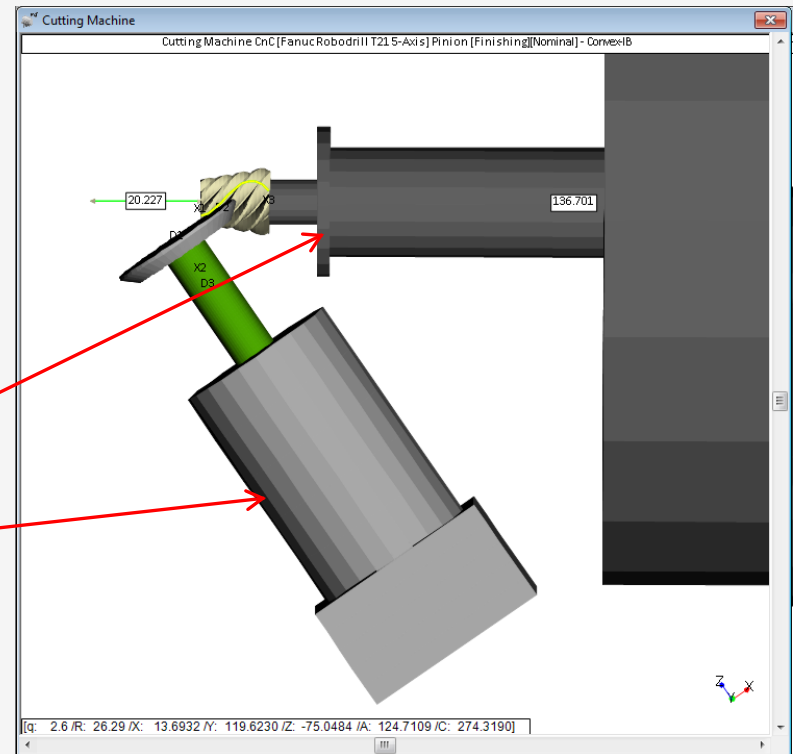 Cutting Machine
Cutting Machine CnC [Fanuc Robodrill T21 5-Axis] Pinion [Finishing][Nominal] - Convex-IB
20.227
136.701
X1
X3
X2
D3
Z
X
Y
[q: 2.6 /R: 26.29 /X: 13.6932 /Y: 119.6230 /Z: -75.0484 /A: 124.7109 /C: 274.3190]